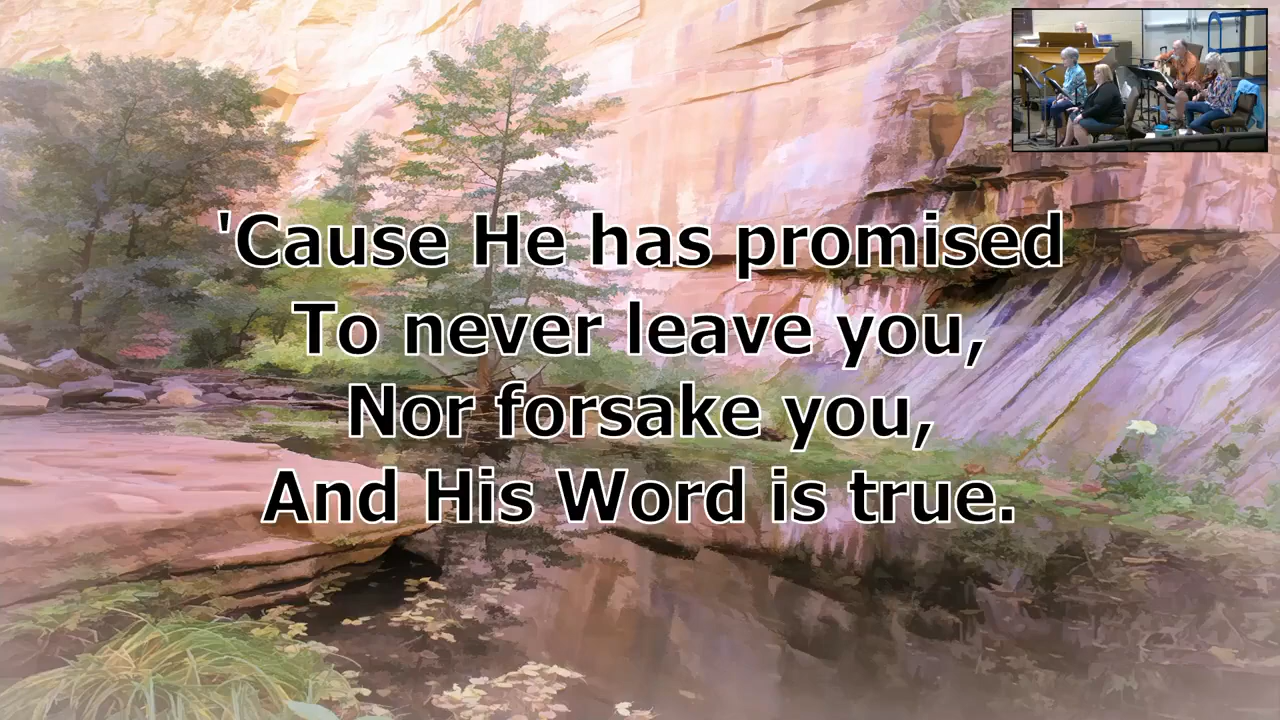 'Cause He has promised
To never leave you,
Nor forsake you,
And His Word is true.